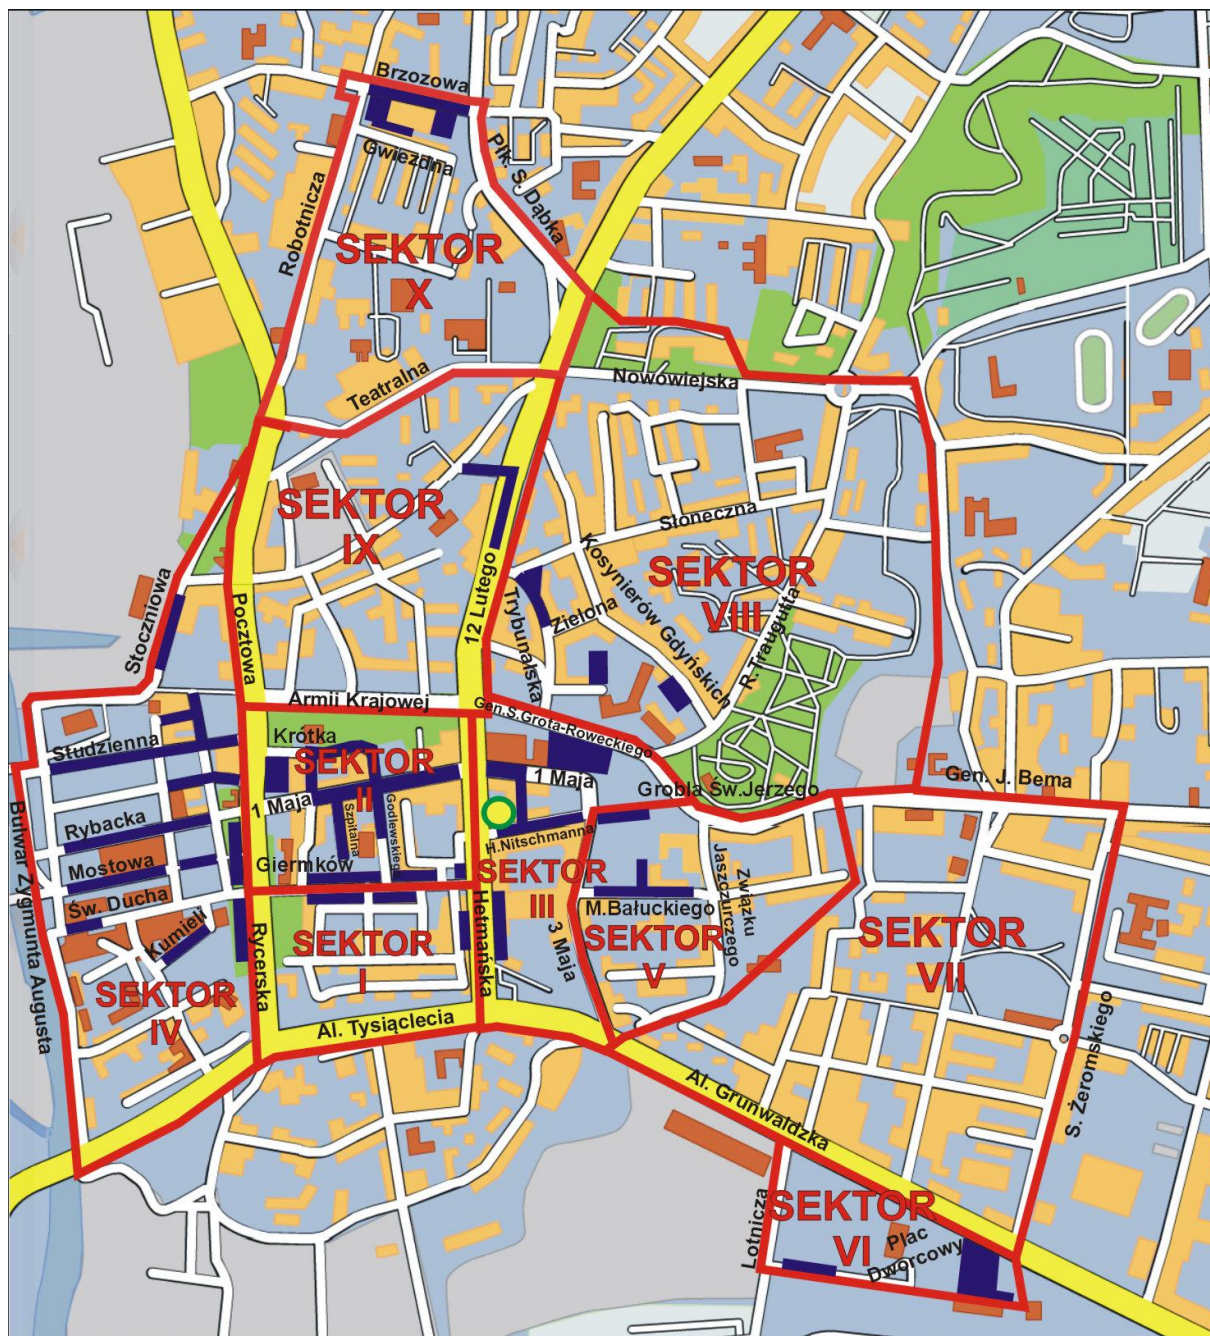 Brzozowa
Gwiezdna
Płk. S. Dąbka
Robotnicza
SEKTOR
X
Teatralna
Nowowiejska
SEKTOR
IX
Słoneczna
12 Lutego
Kosynierów Gdyńskich
SEKTOR
VIII
Stoczniowa
Pocztowa
Trybunalska
Zielona
R. Traugutta
Armii Krajowej
Gen.S.Grota-Roweckiego
Studzienna
Krótka
SEKTOR
II
1 Maja
1 Maja
Grobla Św.Jerzego
Gen. J. Bema
Bulwar Zygmunta Augusta
Rybacka
Szpitalna
Godlewskiego
H.Nitschmanna
Mostowa
Giermków
SEKTOR
III
Jaszczurczego
Związku
Św. Ducha
Kumieli
M.Bałuckiego
3 Maja
SEKTOR
V
SEKTOR
VII
SEKTOR
I
Rycerska
Hetmańska
SEKTOR
IV
Al. Tysiąclecia
Al. Grunwaldzka
S. Żeromskiego
Lotnicza
SEKTOR
VI
Plac
Dworcowy